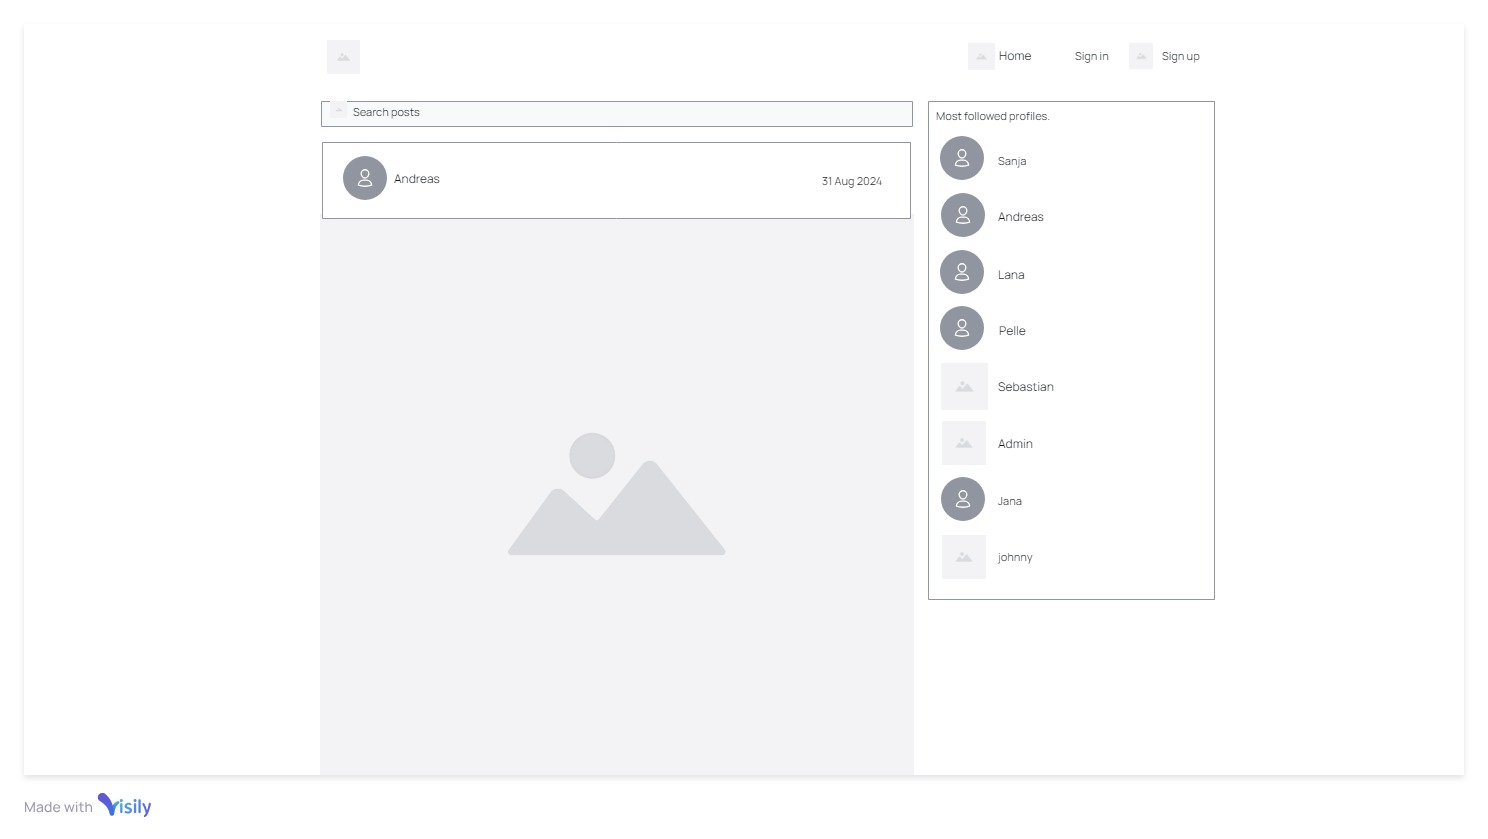 Home
Sign in
Sign up
Search posts
Andreas
31 Aug 2024
Most followed profiles.
Sanja
Andreas
Lana
Pelle
Sebastian
Admin
Jana
johnny
Made with Visily